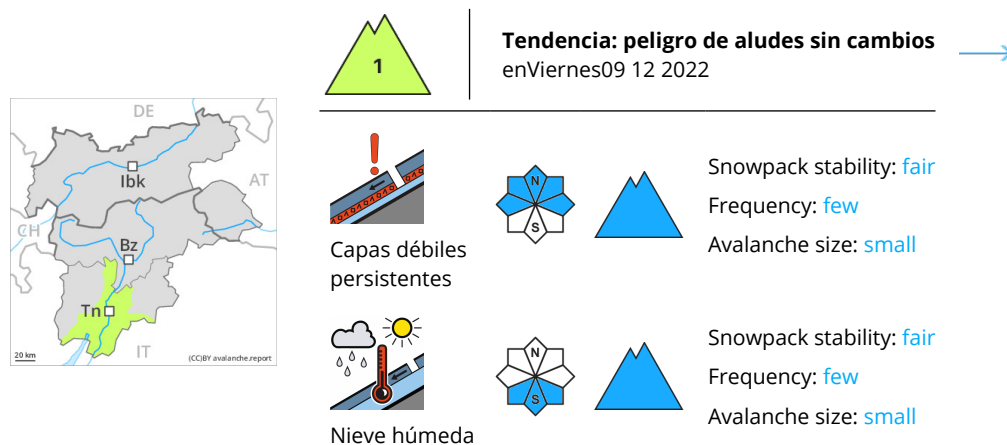 1
Tendencia: peligro de aludes sin cambios
enViernes09 12 2022
DE
Ibk
AT
CH
Bz
Tn
IT
20 km
(CC)BY avalanche.report
N
S
Capas débiles
persistentes
Snowpack stability: fair
Frequency: few
Avalanche size: small
N
S
Nieve húmeda
Snowpack stability: fair
Frequency: few
Avalanche size: small